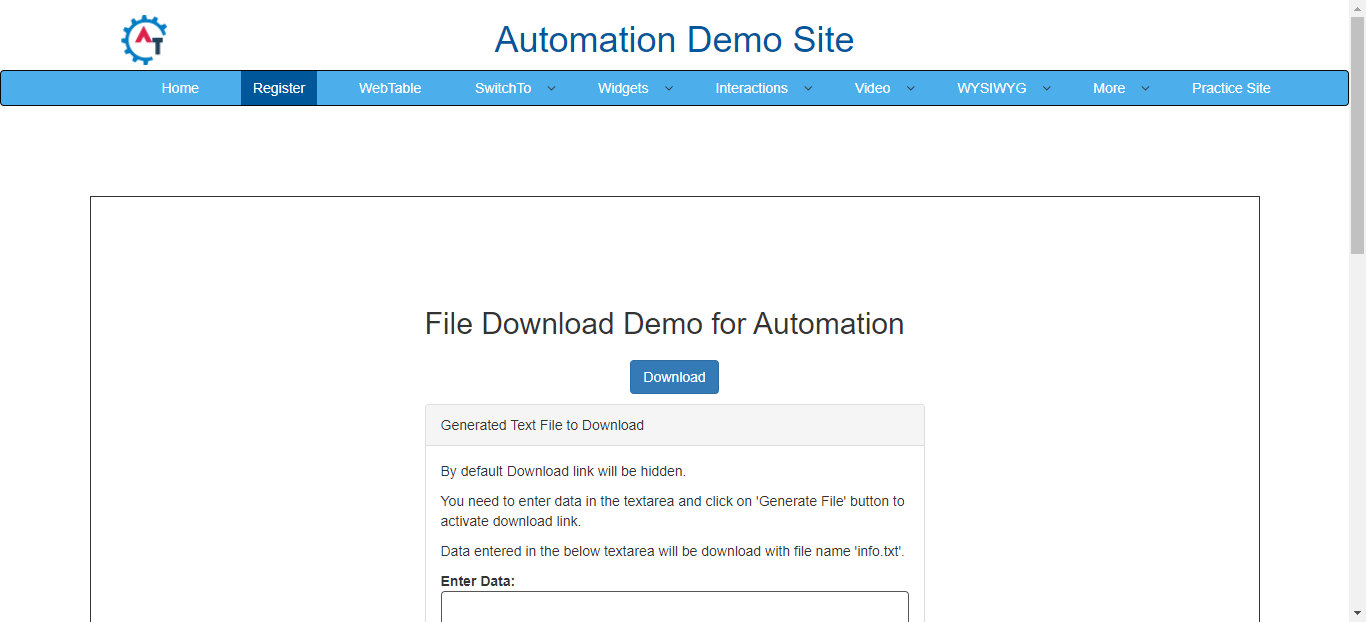 AT
Automation Demo Site
Home Register WebTable SwitchTo Widgets Interactions Video WYSIWYG More Practice Site
File Download Demo for Automation
Download
Generated Text File to Download
By default Download link will be hidden.
You need to enter data in the textarea and click on 'Generate File' button to
activate download link.
Data entered in the below textarea will be download with file name 'info.txt'.
Enter Data: